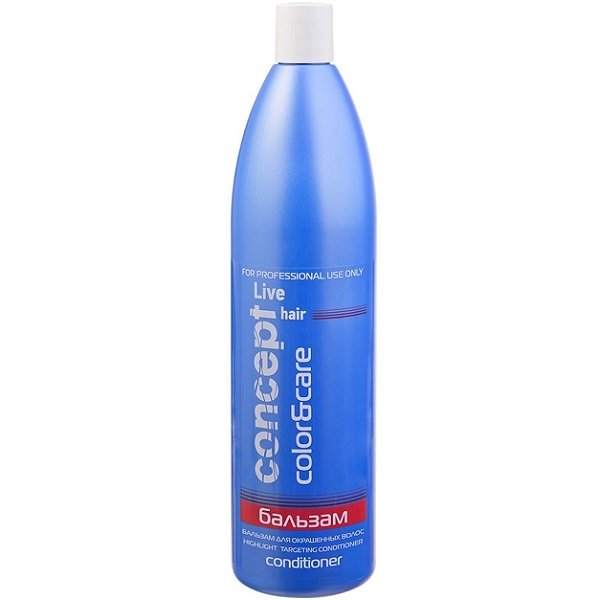 FOR PROFESSIONAL USE ONLY
Live
hair
concept
color&care
бальзам
БАЛЬЗАМ ДЛЯ ОКРАШЕННЫХ ВОЛОС
HIGHLIGHT TARGETING CONDITIONER
conditioner